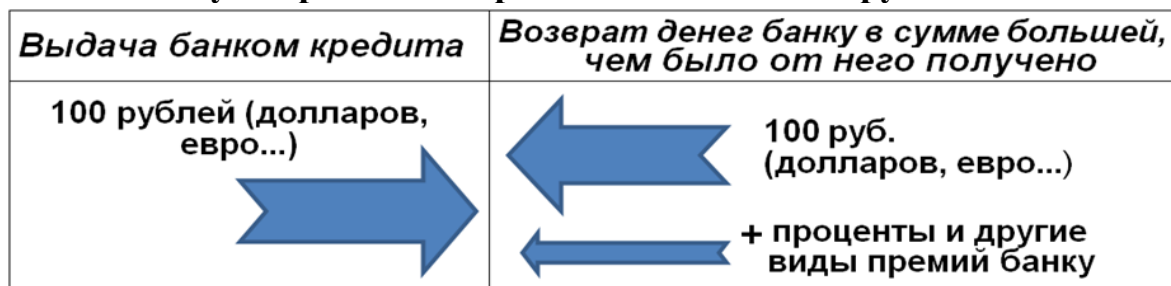 Выдача банком кредита
Возврат денег банку в сумме большей,
чем было от него получено
100 рублей (долларов,
евро...)
100 руб.
(долларов, евро...)
+ проценты и другие
виды премий банку